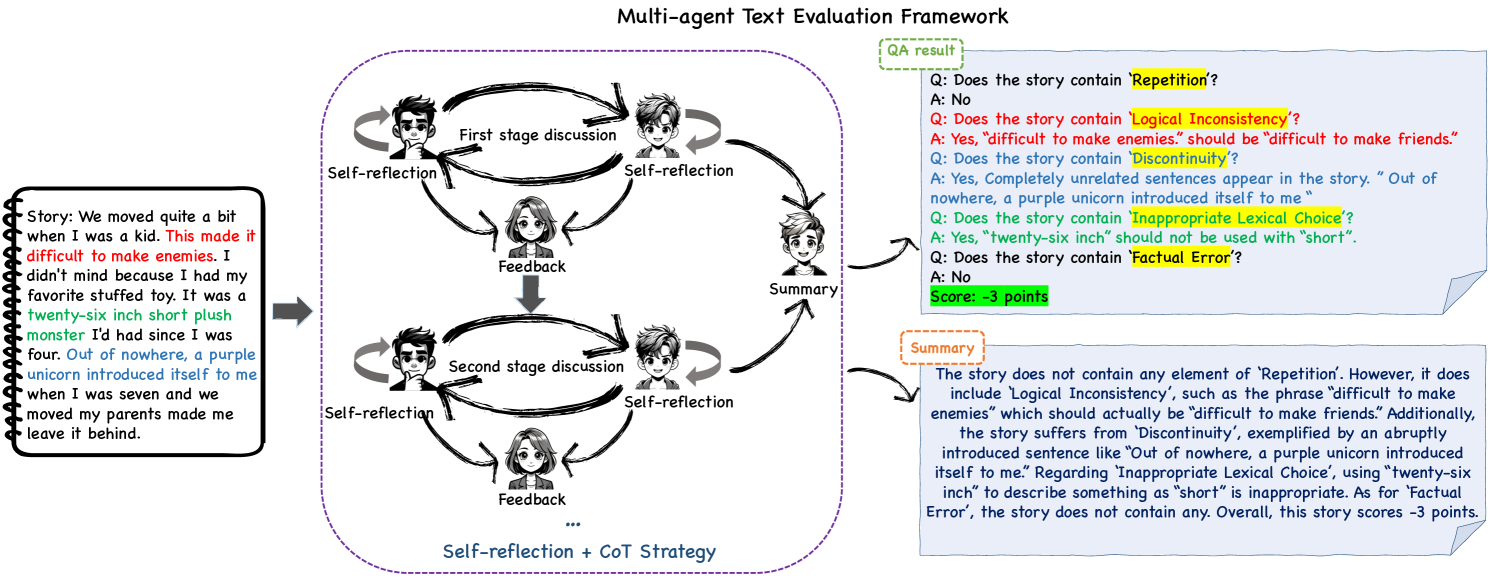 Multi-agent Text Evaluation Framework
Story: We moved quite a bit
when I was a kid. This made it
difficult to make enemies. I
didn't mind because I had my
favorite stuffed toy. It was a
twenty-six inch short plush
monster I'd had since I was
four. Out of nowhere, a purple
unicorn introduced itself to me
when I was seven and we
moved my parents made me
leave it behind.
First stage discussion
Self-reflection
Self-reflection
Feedback
Second stage discussion
Self-reflection
Self-reflection
Feedback
...
Self-reflection + CoT Strategy
Summary
QA result
Q: Does the story contain ‘Repetition’?
A: No
Q: Does the story contain ‘Logical Inconsistency’?
A: Yes, “difficult to make enemies.” should be “difficult to make friends.”
Q: Does the story contain ‘Discontinuity’?
A: Yes, Completely unrelated sentences appear in the story. ” Out of
nowhere, a purple unicorn introduced itself to me “
Q: Does the story contain ‘Inappropriate Lexical Choice’?
A: Yes, “twenty-six inch” should not be used with “short”.
Q: Does the story contain ‘Factual Error’?
A: No
Score: -3 points
Summary
The story does not contain any element of ‘Repetition’. However, it does
include ‘Logical Inconsistency’, such as the phrase “difficult to make
enemies” which should actually be “difficult to make friends.” Additionally,
the story suffers from ‘Discontinuity’, exemplified by an abruptly
introduced sentence like “Out of nowhere, a purple unicorn introduced
itself to me.” Regarding ‘Inappropriate Lexical Choice’, using “twenty-six
inch” to describe something as “short” is inappropriate. As for ‘Factual
Error’, the story does not contain any. Overall, this story scores -3 points.